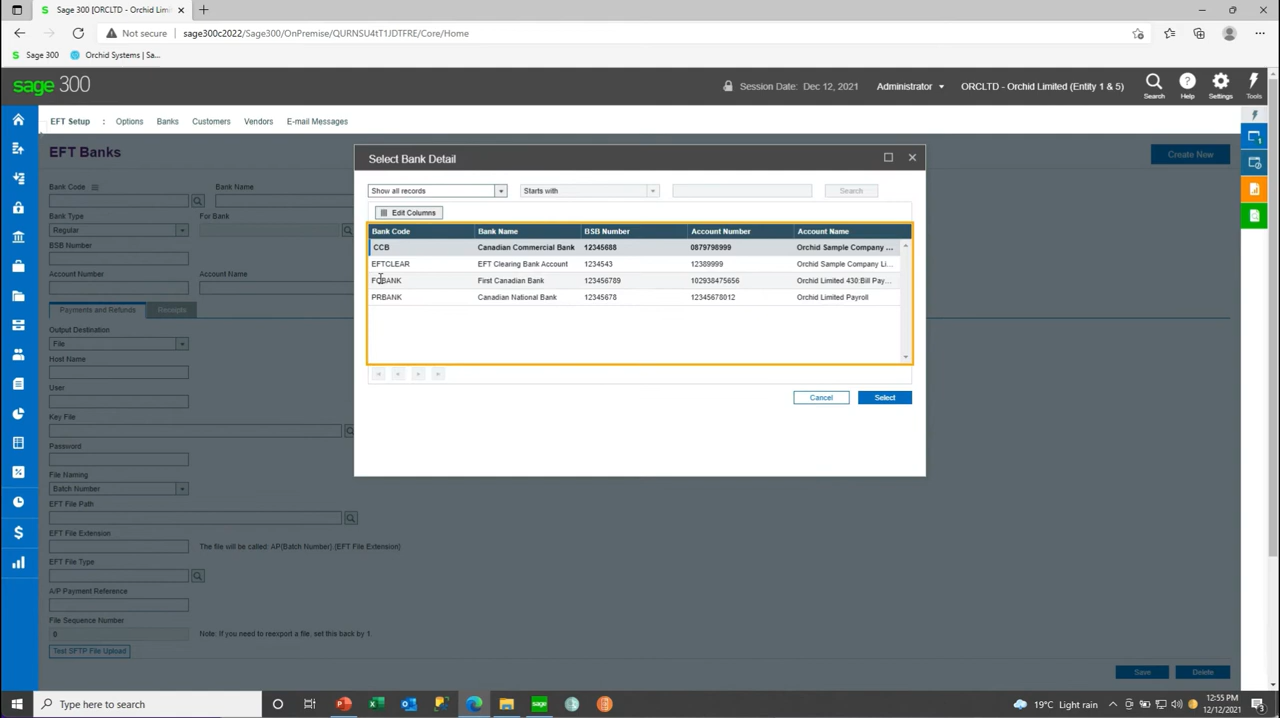 Sage 300 [ORCLTD - Orchid Lim
Not secure
sage300c2022/Sage300/OnPremise/QURNSU4tT1JDTFRE/Core/Home
Sage 300
Orchid Systems | Sa...
sage 300
Session Date: Dec 12, 2021
Administrator
ORCLTD - Orchid Limited (Entity 1 & 5)
Search
Help
Settings
Tools
EFT Setup : Options Banks Customers Vendors E-mail Messages
EFT Banks
Create New
Bank Code
Bank Name
Bank Type
For Bank
Regular
BSB Number
Account Number
Account Name
Payments and Refunds
Receipts
Output Destination
File
Host Name
User
Key File
Password
File Naming
Batch Number
EFT File Path
EFT File Extension
The file will be called: AP{Batch Number}.{EFT File Extension}
EFT File Type
A/P Payment Reference
File Sequence Number
0
Note: If you need to reexport a file, set this back by 1.
Test SFTP File Upload
Save
Delete
Select Bank Detail
Show all records
Starts with
Search
Edit Columns
Bank Code Bank Name BSB Number Account Number Account Name
CCB Canadian Commercial Bank 12345688 0879798999 Orchid Sample Company ...
EFTCLEAR EFT Clearing Bank Account 1234543 12389999 Orchid Sample Company Li...
FCBANK First Canadian Bank 123456789 102938475656 Orchid Limited 430:Bill Pay...
PRBANK Canadian National Bank 12345678 12345678012 Orchid Limited Payroll
Cancel
Select
Type here to search
19°C Light rain
12:55 PM
12/12/2021